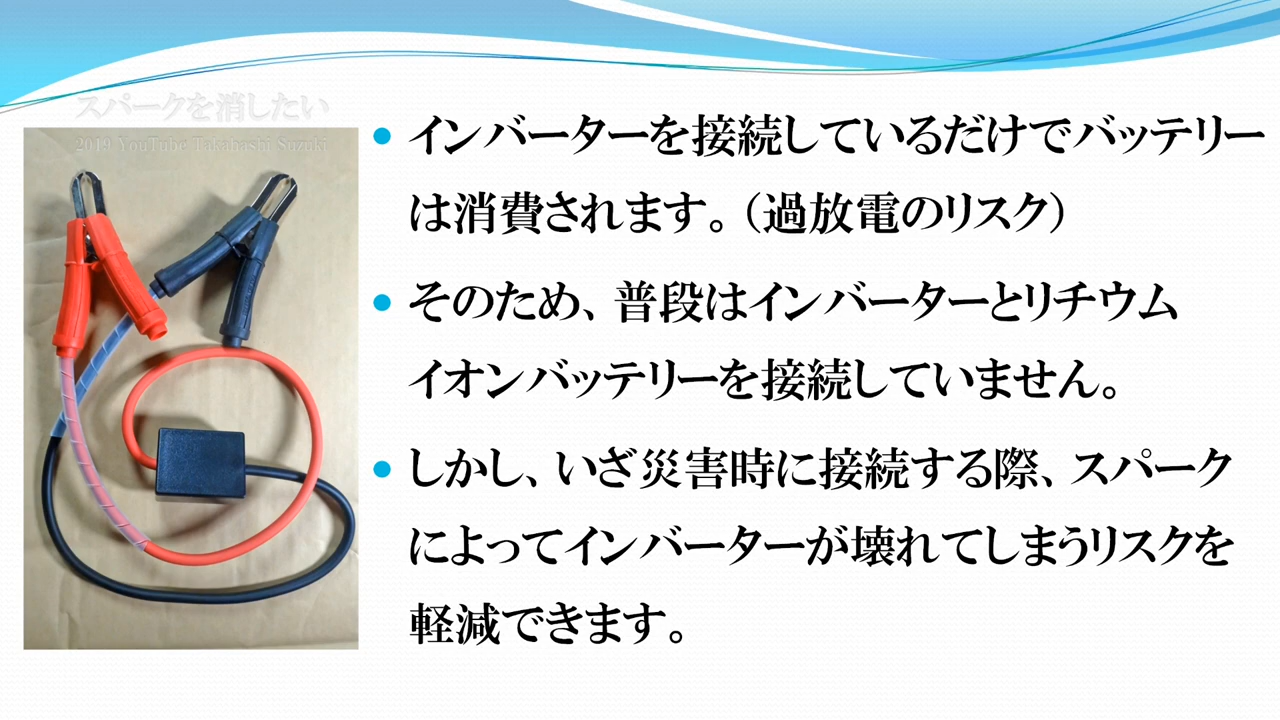 スパークを消したい
2019 YouTube Takahashi Suzuki
インバーターを接続しているだけでバッテリー
は消費されます。（過放電のリスク）
そのため、普段はインバーターとリチウム
イオンバッテリーを接続していません。
しかし、いざ災害時に接続する際、スパーク
によってインバーターが壊れてしまうリスクを
軽減できます。